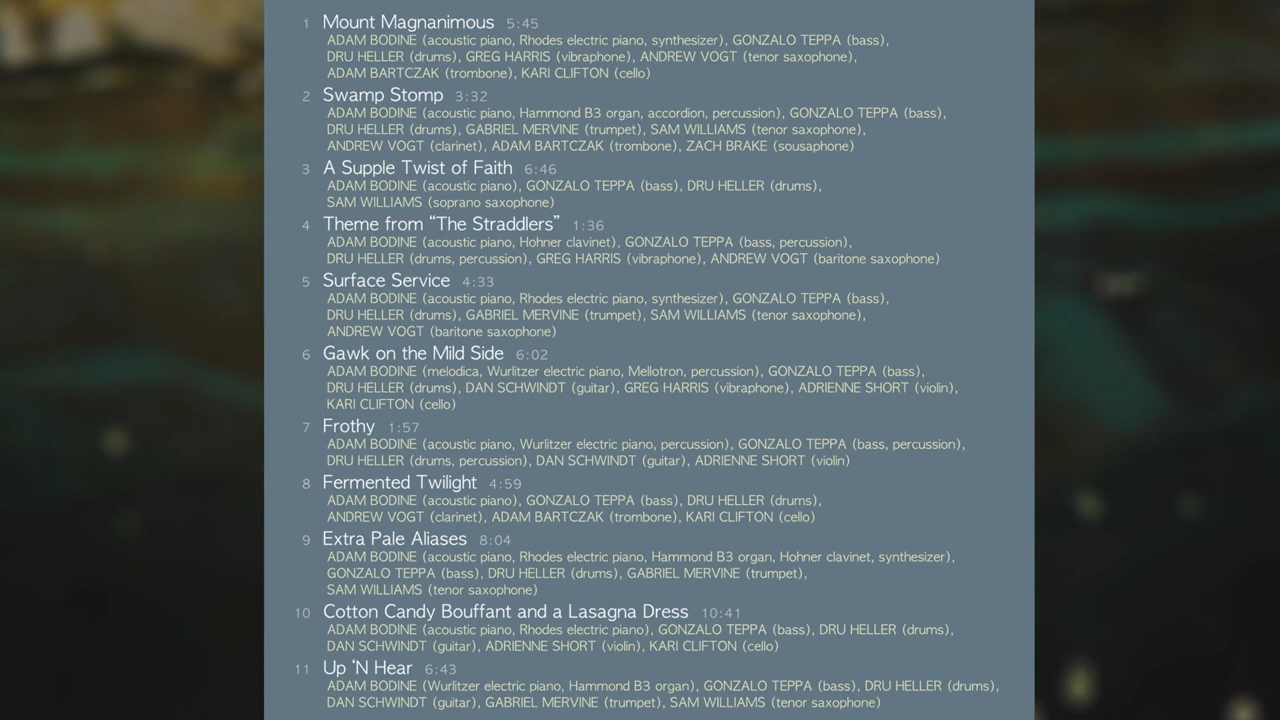 1 Mount Magnanimous 5:45
ADAM BODINE (acoustic piano, Rhodes electric piano, synthesizer), GONZALO TEPPA (bass),
DRU HELLER (drums), GREG HARRIS (vibraphone), ANDREW VOGT (tenor saxophone),
ADAM BARTCZAK (trombone), KARI CLIFTON (cello)
2 Swamp Stomp 3:32
ADAM BODINE (acoustic piano, Hammond B3 organ, accordion, percussion), GONZALO TEPPA (bass),
DRU HELLER (drums), GABRIEL MERVINE (trumpet), SAM WILLIAMS (tenor saxophone),
ANDREW VOGT (clarinet), ADAM BARTCZAK (trombone), ZACH BRAKE (sousaphone)
3 A Supple Twist of Faith 6:46
ADAM BODINE (acoustic piano), GONZALO TEPPA (bass), DRU HELLER (drums),
SAM WILLIAMS (soprano saxophone)
4 Theme from “The Straddlers” 1:36
ADAM BODINE (acoustic piano, Hohner clavinet), GONZALO TEPPA (bass, percussion),
DRU HELLER (drums, percussion), GREG HARRIS (vibraphone), ANDREW VOGT (baritone saxophone)
5 Surface Service 4:33
ADAM BODINE (acoustic piano, Rhodes electric piano, synthesizer), GONZALO TEPPA (bass),
DRU HELLER (drums), GABRIEL MERVINE (trumpet), SAM WILLIAMS (tenor saxophone),
ANDREW VOGT (baritone saxophone)
6 Gawk on the Mild Side 6:02
ADAM BODINE (melodica, Wurlitzer electric piano, Mellotron, percussion), GONZALO TEPPA (bass),
DRU HELLER (drums), DAN SCHWINDT (guitar), GREG HARRIS (vibraphone), ADRIENNE SHORT (violin),
KARI CLIFTON (cello)
7 Frothy 1:57
ADAM BODINE (acoustic piano, Wurlitzer electric piano, percussion), GONZALO TEPPA (bass, percussion),
DRU HELLER (drums, percussion), DAN SCHWINDT (guitar), ADRIENNE SHORT (violin)
8 Fermented Twilight 4:59
ADAM BODINE (acoustic piano), GONZALO TEPPA (bass), DRU HELLER (drums),
ANDREW VOGT (clarinet), ADAM BARTCZAK (trombone), KARI CLIFTON (cello)
9 Extra Pale Aliases 8:04
ADAM BODINE (acoustic piano, Rhodes electric piano, Hammond B3 organ, Hohner clavinet, synthesizer),
GONZALO TEPPA (bass), DRU HELLER (drums), GABRIEL MERVINE (trumpet),
SAM WILLIAMS (tenor saxophone)
10 Cotton Candy Bouffant and a Lasagna Dress 10:41
ADAM BODINE (acoustic piano, Rhodes electric piano), GONZALO TEPPA (bass), DRU HELLER (drums),
DAN SCHWINDT (guitar), ADRIENNE SHORT (violin), KARI CLIFTON (cello)
11 Up ‘N Hear 6:43
ADAM BODINE (Wurlitzer electric piano, Hammond B3 organ), GONZALO TEPPA (bass), DRU HELLER (drums),
DAN SCHWINDT (guitar), GABRIEL MERVINE (trumpet), SAM WILLIAMS (tenor saxophone)